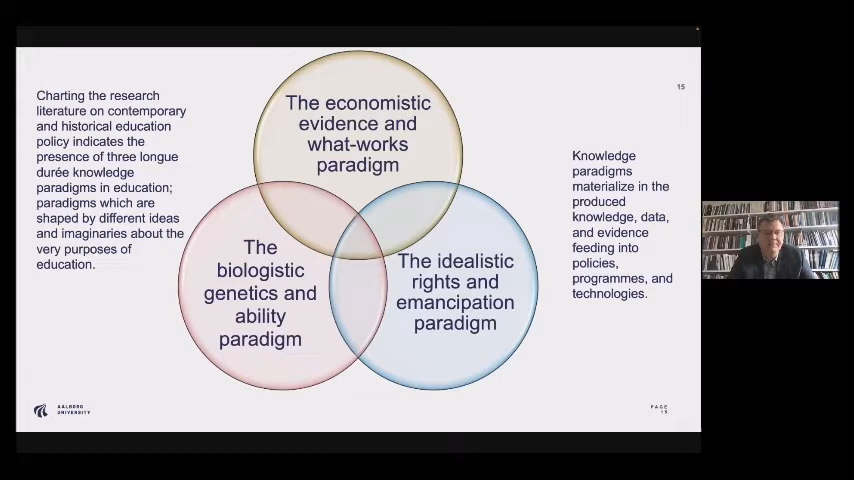 Charting the research
literature on contemporary
and historical education
policy indicates the
presence of three longue
durée knowledge
paradigms in education;
paradigms which are
shaped by different ideas
and imaginaries about the
very purposes of
education.
The economistic
evidence and
what-works
paradigm
The
biologistic
genetics and
ability
paradigm
The idealistic
rights and
emancipation
paradigm
15
Knowledge
paradigms
materialize in the
produced
knowledge, data,
and evidence
feeding into
policies,
programmes, and
technologies.
AALBORG
UNIVERSITY
PAGE
15